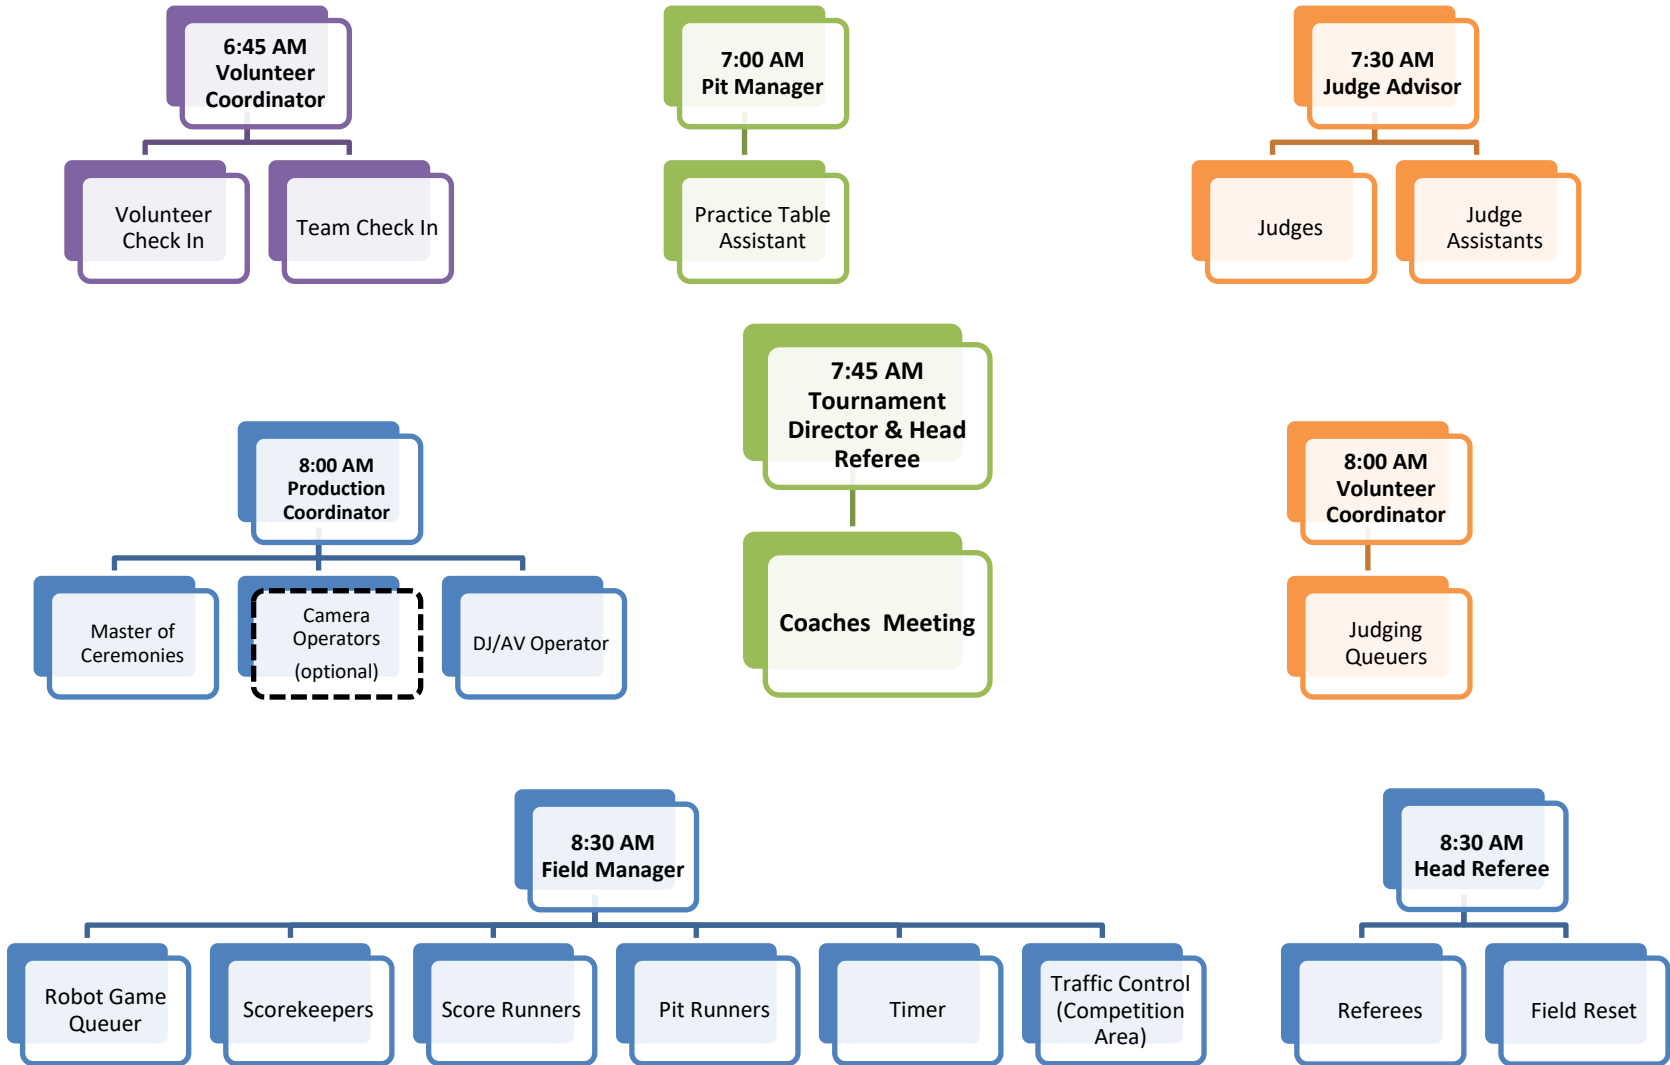 6:45 AM
Volunteer
Coordinator
Volunteer
Check In
Team Check In
7:00 AM
Pit Manager
Practice Table
Assistant
7:30 AM
Judge Advisor
Judges
Judge
Assistants
7:45 AM
Tournament
Director & Head
Referee
Coaches  Meeting
8:00 AM
Production
Coordinator
Master of
Ceremonies
Camera
Operators
(optional)
DJ/AV Operator
8:00 AM
Volunteer
Coordinator
Judging
Queuers
8:30 AM
Field Manager
Robot Game
Queuer
Scorekeepers
Score Runners
Pit Runners
Timer
Traffic Control
(Competition
Area)
8:30 AM
Head Referee
Referees
Field Reset